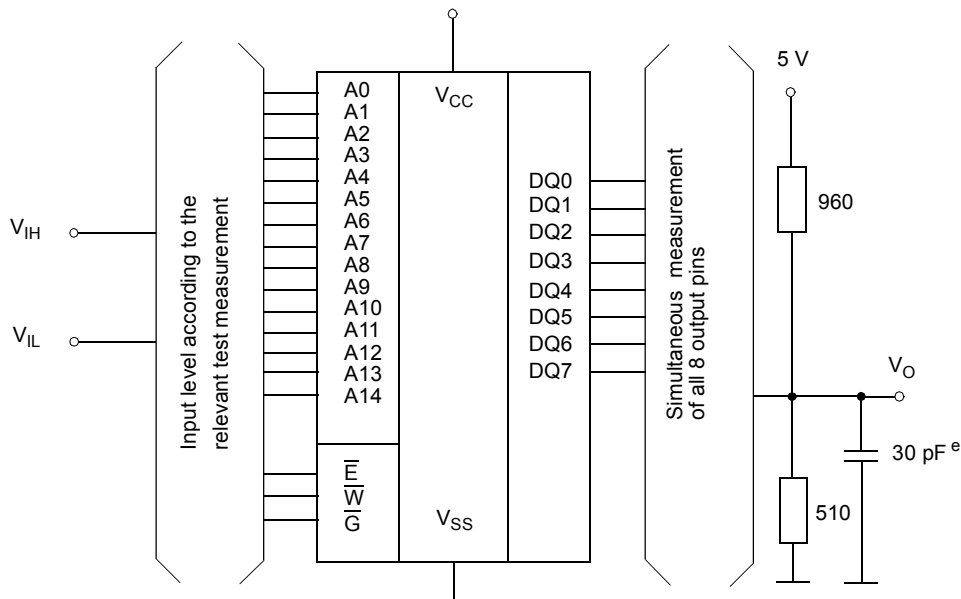 V_IH
V_IL
Input level according to the
relevant test measurement
A0
A1
A2
A3
A4
A5
A6
A7
A8
A9
A10
A11
A12
A13
A14
E̅
W̅
G̅
V_CC
V_SS
DQ0
DQ1
DQ2
DQ3
DQ4
DQ5
DQ6
DQ7
Simultaneous measurement
of all 8 output pins
5 V
960
V_O
30 pF e
510